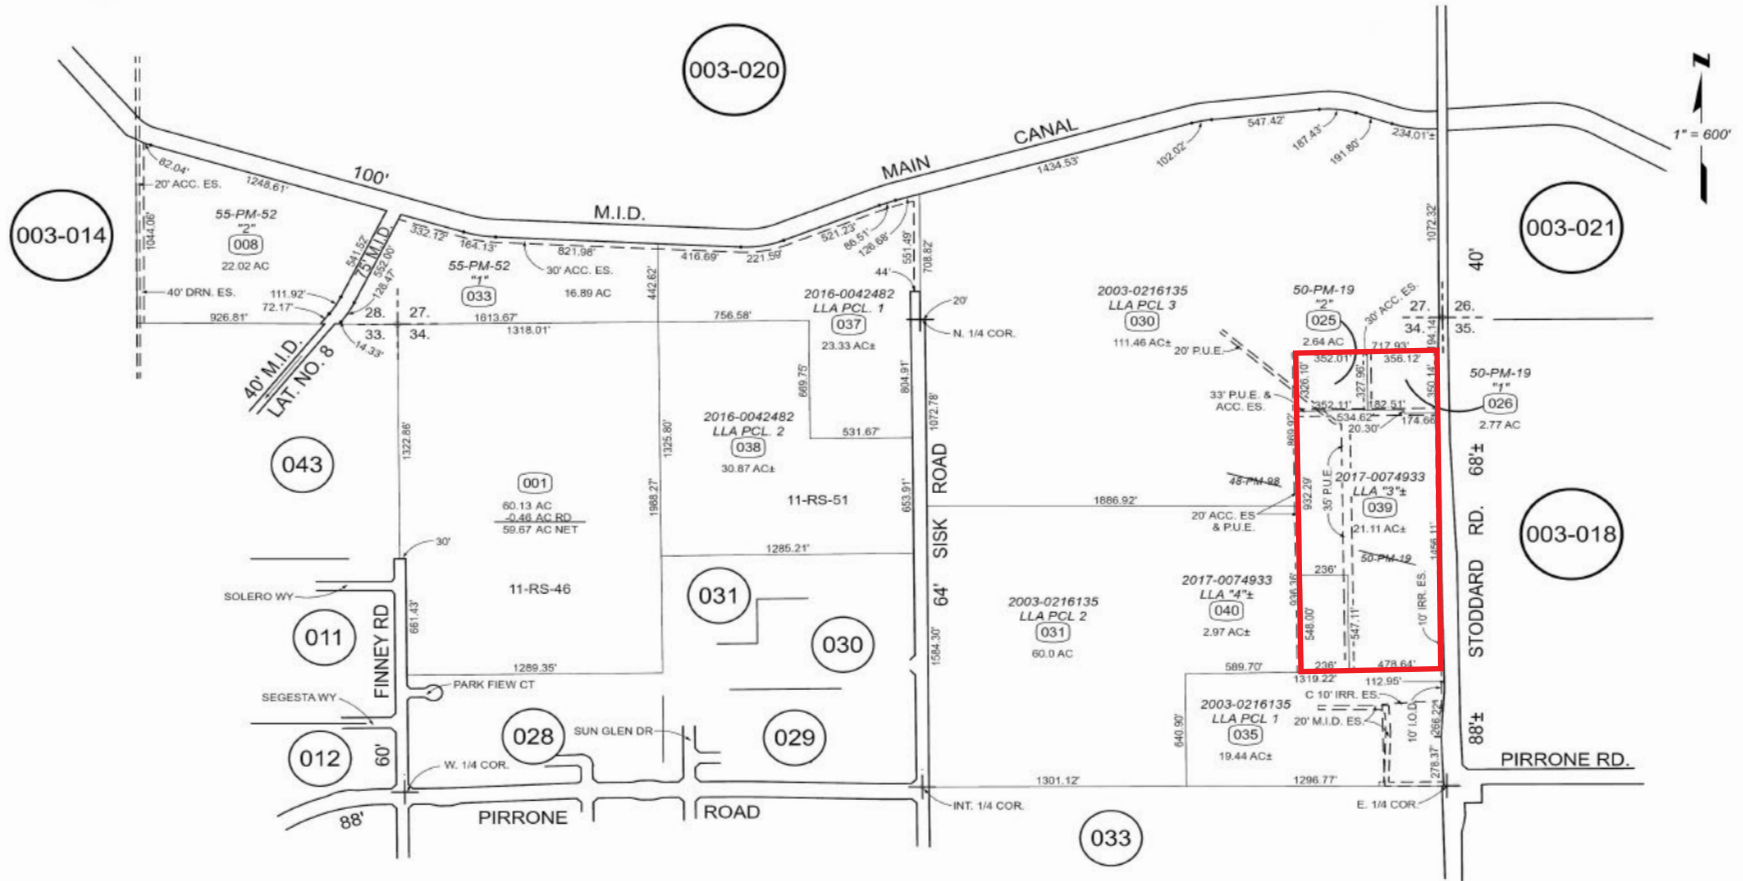 003-020
N
1" = 600'
100'
MAIN
CANAL
M.I.D.
547.42'
187.43'
191.80'
234.01'±
102.02'
1434.53'
82.04'
20' ACC. ES.
1248.61'
003-014
1044.06'
55-PM-52
"2"
008
22.02 AC
40' DRN. ES.
926.81'
111.92'
72.17'
541.52'
75' M.I.D.
552.00'
128.47'
14.33'
40' M.I.D.
LAT. NO. 8
332.12'
164.13'
821.98'
30' ACC. ES.
416.69'
221.59'
521.23'
86.51'
126.68'
551.49'
708.82'
44'
20'
N. 1/4 COR.
55-PM-52
"1"
033
16.89 AC
442.62'
28.
27.
33.
34.
1613.67'
1318.01'
756.58'
2016-0042482
LLA PCL. 1
037
23.33 AC±
669.75'
804.91'
1072.78'
531.67'
2016-0042482
LLA PCL. 2
038
30.87 AC±
11-RS-51
653.91'
1285.21'
1322.86'
1325.80'
1988.27'
001
60.13 AC
-0.46 AC RD
59.67 AC NET
11-RS-46
043
30'
SOLERO WY
FINNEY RD
661.43'
011
SEGESTA WY
012
60'
1289.35'
PARK FIEW CT
W. 1/4 COR.
88'
PIRRONE
ROAD
028
SUN GLEN DR
029
030
031
SISK
ROAD
64'
1584.30'
INT. 1/4 COR.
2003-0216135
LLA PCL 3
030
111.46 AC±
20' P.U.E.
33' P.U.E. &
ACC. ES.
1886.92'
48-PM-98
20' ACC. ES
& P.U.E.
2003-0216135
LLA PCL 2
031
60.0 AC
2017-0074933
LLA "4"±
040
2.97 AC±
589.70'
640.90'
2003-0216135
LLA PCL 1
035
19.44 AC±
1301.12'
1296.77'
033
50-PM-19
"2"
025
2.64 AC
30' ACC. ES.
717.93'
352.01'
356.12'
326.10'
327.96'
350.14'
194.14'
352.11'
182.51'
534.62'
20.30'
174.66'
869.92'
932.29'
35' P.U.E.
2017-0074933
LLA "3"±
039
21.11 AC±
50-PM-19
1456.11'
10' IRR. ES.
236'
936.36'
548.00'
547.11'
236'
478.64'
1319.22'
112.95'
C 10' IRR. ES.
20' M.I.D. ES.
10' I.O.D.
266.22'
278.37'
E. 1/4 COR.
1072.32'
40'
27.
26.
34.
35.
003-021
50-PM-19
"1"
026
2.77 AC
68'±
STODDARD
RD.
88'±
003-018
PIRRONE RD.